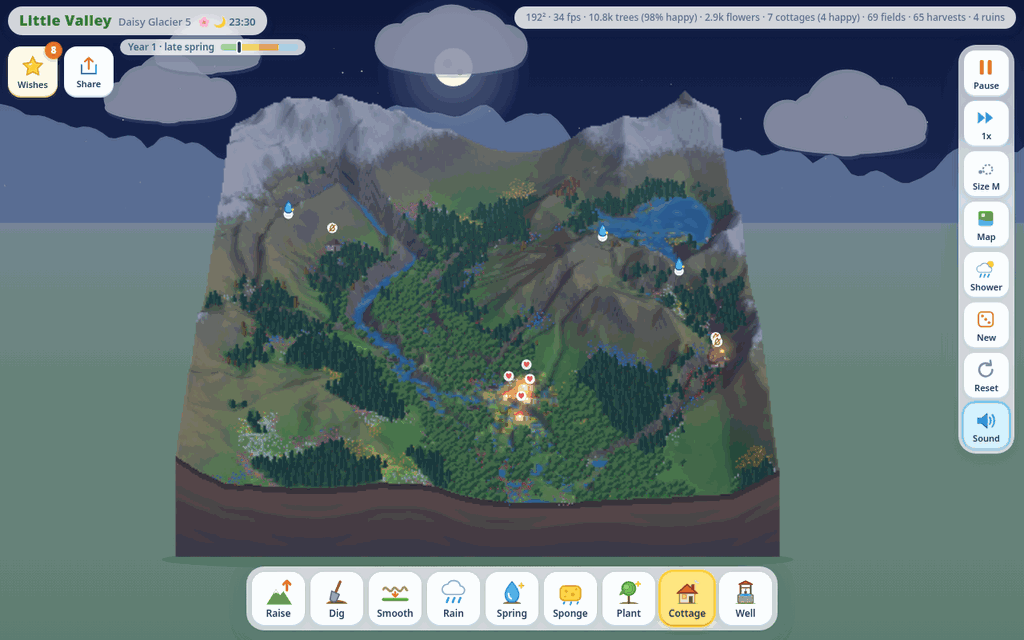 Little Valley Daisy Glacier 5 23:30
192² · 34 fps · 10.8k trees (98% happy) · 2.9k flowers · 7 cottages (4 happy) · 69 fields · 65 harvests · 4 ruins
Year 1 · late spring
8
Wishes
Share
Pause
1x
Size M
Map
Shower
New
Reset
Sound
Raise
Dig
Smooth
Rain
Spring
Sponge
Plant
Cottage
Well